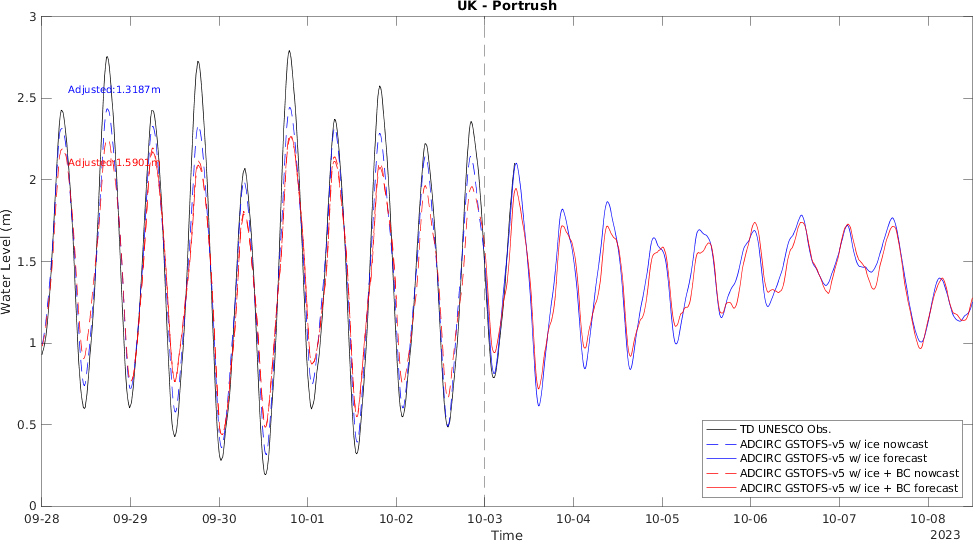 UK - Portrush
3
2.5
2
1.5
1
0.5
0
Water Level (m)
Adjusted:1.3187m
Adjusted:1.5901m
TD UNESCO Obs.
ADCIRC GSTOFS-v5 w/ ice nowcast
ADCIRC GSTOFS-v5 w/ ice forecast
ADCIRC GSTOFS-v5 w/ ice + BC nowcast
ADCIRC GSTOFS-v5 w/ ice + BC forecast
09-28 09-29 09-30 10-01 10-02 10-03 10-04 10-05 10-06 10-07 10-08
Time
2023